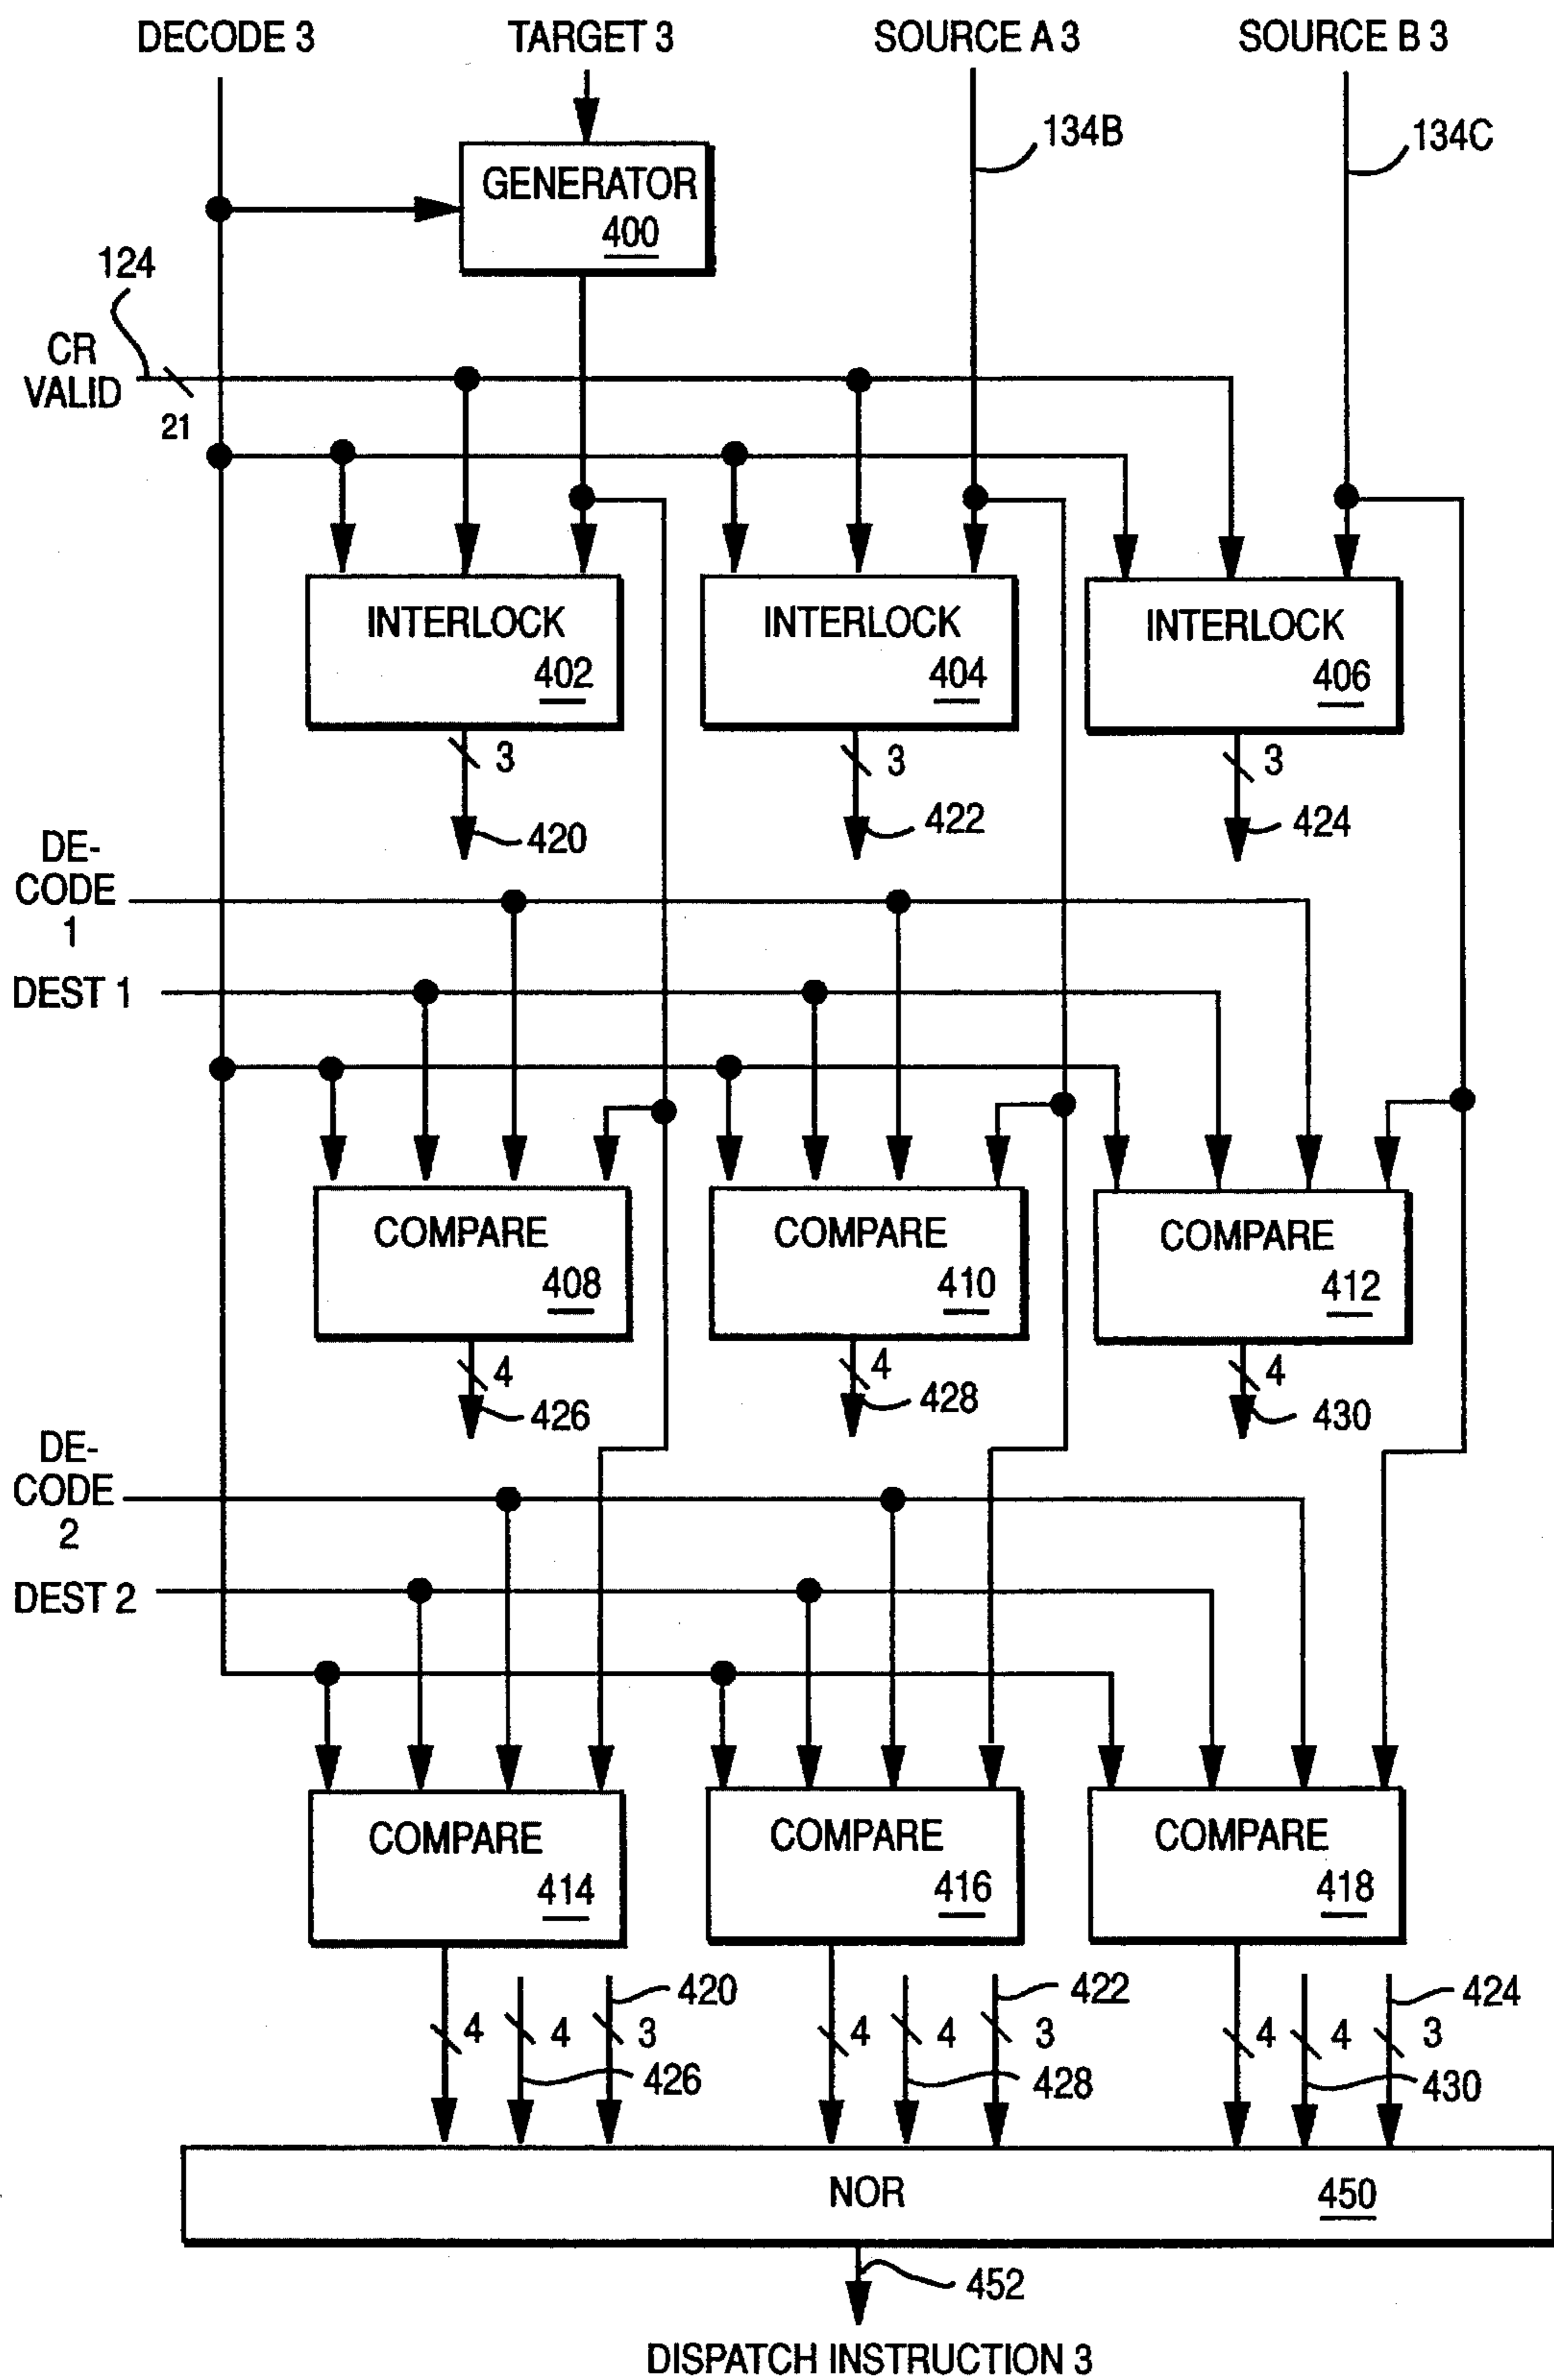 DECODE 3
TARGET 3
SOURCE A 3
SOURCE B 3
134B
134C
GENERATOR
400
124
CR
VALID
21
INTERLOCK
402
INTERLOCK
404
INTERLOCK
406
3
3
3
420
422
424
DE-
CODE
1
DEST 1
COMPARE
408
COMPARE
410
COMPARE
412
4
4
4
426
428
430
DE-
CODE
2
DEST 2
COMPARE
414
COMPARE
416
COMPARE
418
420
422
424
4
4
3
4
4
3
4
4
3
426
428
430
NOR
450
452
DISPATCH INSTRUCTION 3